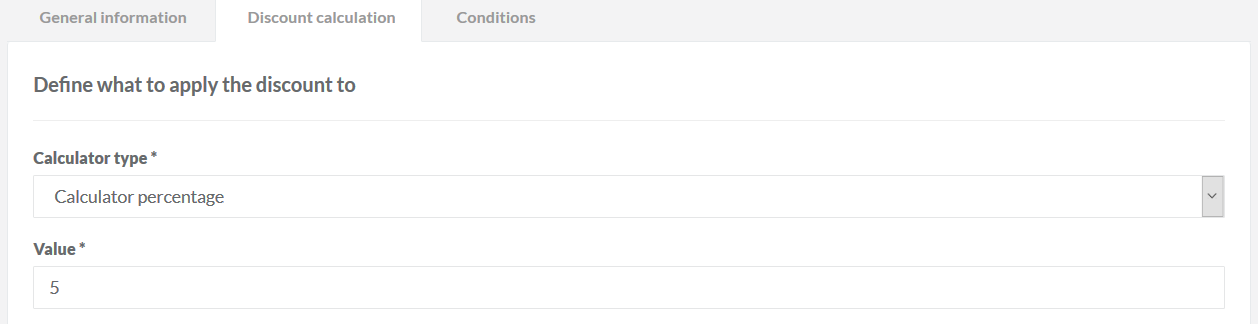 General information Discount calculation Conditions
Define what to apply the discount to
Calculator type *
Calculator percentage
Value *
5